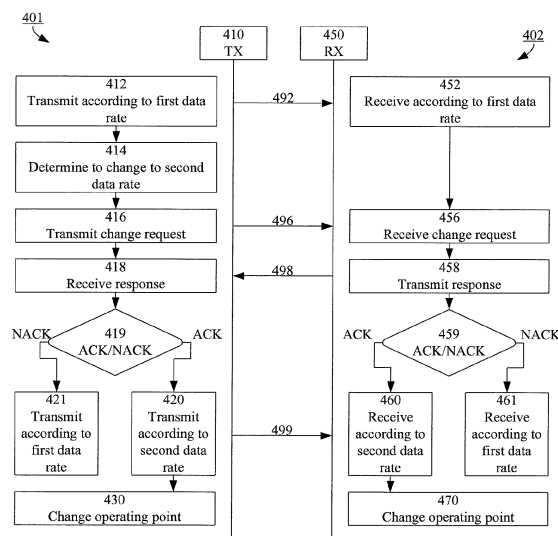 401
410
TX
450
RX
402
412
Transmit according to first data
rate
492
452
Receive according to first data
rate
414
Determine to change to second
data rate
416
Transmit change request
496
456
Receive change request
418
Receive response
498
458
Transmit response
NACK
419
ACK/NACK
ACK
ACK
459
ACK/NACK
NACK
421
Transmit
according to
first data
rate
420
Transmit
according to
second data
rate
499
460
Receive
according to
second data
rate
461
Receive
according to
first data
rate
430
Change operating point
470
Change operating point